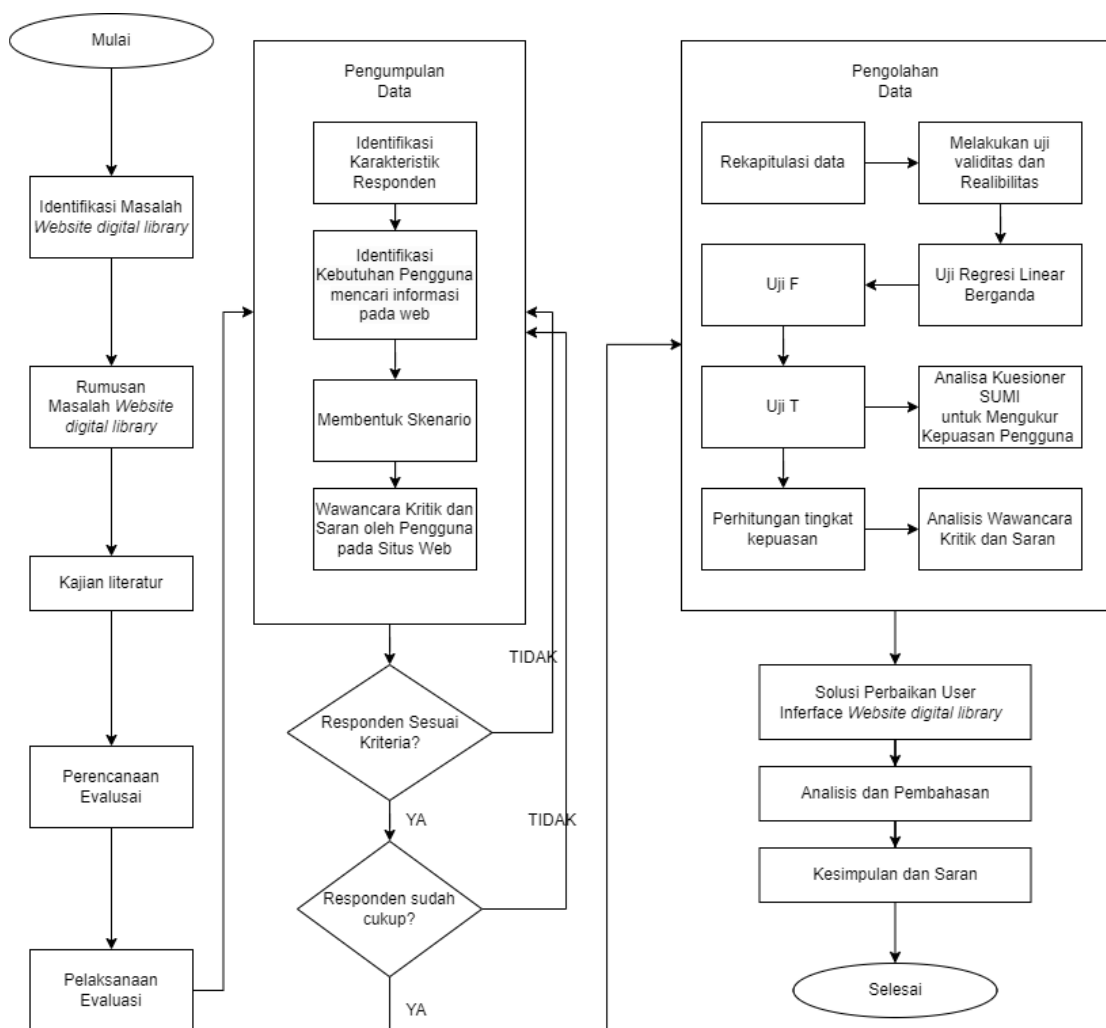 Mulai
Identifikasi Masalah
Website digital library
Rumusan
Masalah Website
digital library
Kajian literatur
Perencanaan
Evalusai
Pelaksanaan
Evaluasi
Pengumpulan
Data
Identifikasi
Karakteristik
Responden
Identifikasi
Kebutuhan Pengguna
mencari informasi
pada web
Membentuk Skenario
Wawancara Kritik dan
Saran oleh Pengguna
pada Situs Web
TIDAK
Responden Sesuai
Kriteria?
YA
TIDAK
Responden sudah
cukup?
YA
Pengolahan
Data
Rekapitulasi data
Melakukan uji
validitas dan
Realibilitas
Uji F
Uji Regresi Linear
Berganda
Uji T
Analisa Kuesioner
SUMI
untuk Mengukur
Kepuasan Pengguna
Perhitungan tingkat
kepuasan
Analisis Wawancara
Kritik dan Saran
Solusi Perbaikan User
Inferface Website digital library
Analisis dan Pembahasan
Kesimpulan dan Saran
Selesai